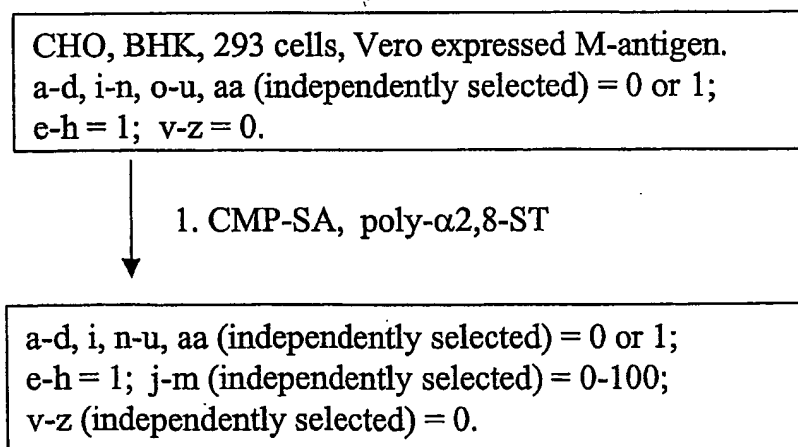 CHO, BHK, 293 cells, Vero expressed M-antigen.
a-d, i-n, o-u, aa (independently selected) = 0 or 1;
e-h = 1; v-z = 0.
1. CMP-SA, poly-α2,8-ST
a-d, i, n-u, aa (independently selected) = 0 or 1;
e-h = 1; j-m (independently selected) = 0-100;
v-z (independently selected) = 0.